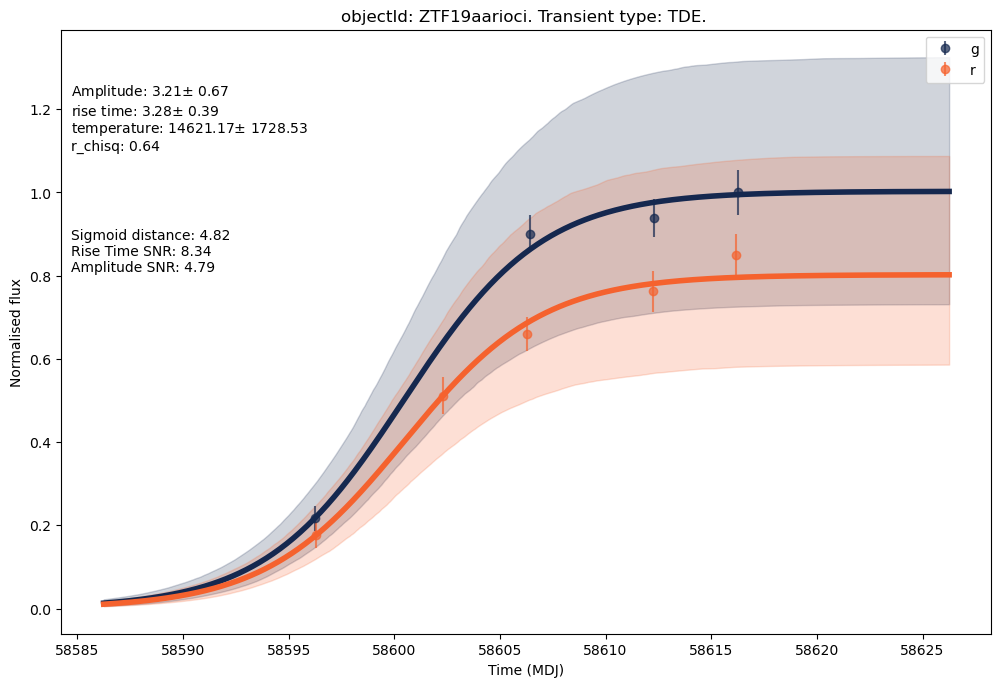 objectId: ZTF19aarioci. Transient type: TDE.
g
r
Amplitude: 3.21± 0.67
rise time: 3.28± 0.39
temperature: 14621.17± 1728.53
r_chisq: 0.64
Sigmoid distance: 4.82
Rise Time SNR: 8.34
Amplitude SNR: 4.79
Normalised flux
1.2
1.0
0.8
0.6
0.4
0.2
0.0
58585 58590 58595 58600 58605 58610 58615 58620 58625
Time (MDJ)